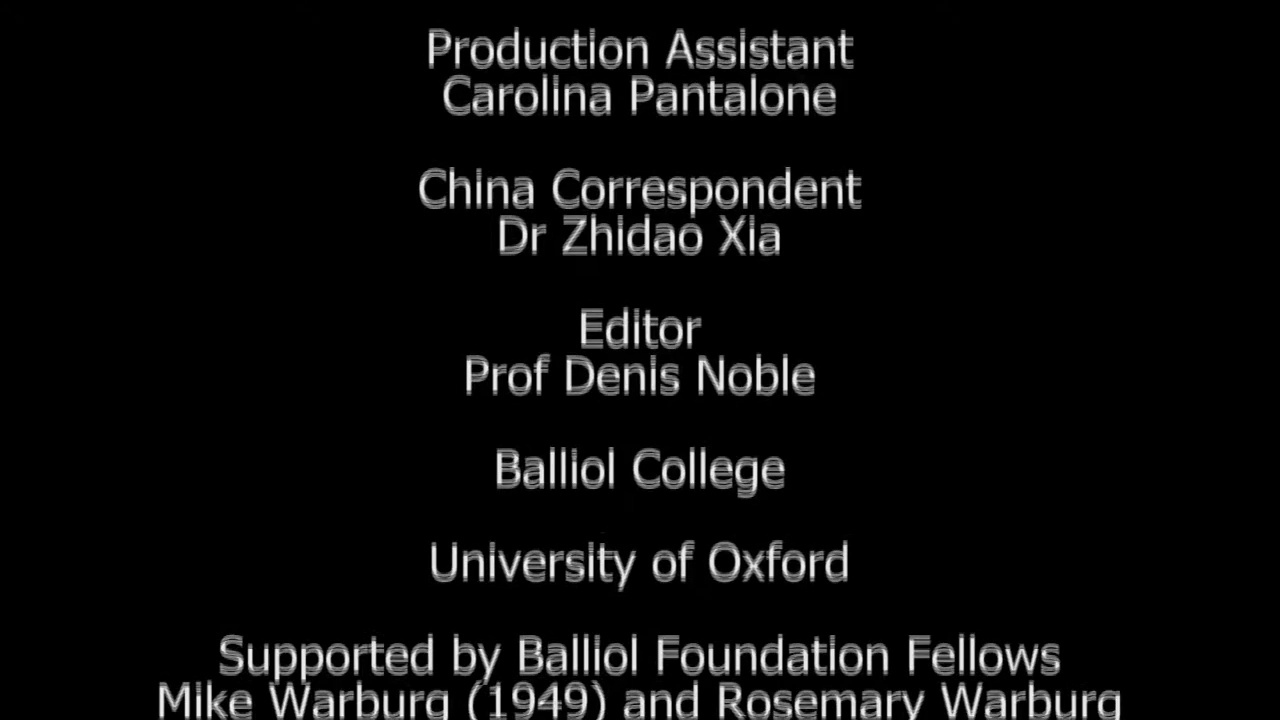 Production Assistant
Carolina Pantalone
China Correspondent
Dr Zhidao Xia
Editor
Prof Denis Noble
Balliol College
University of Oxford
Supported by Balliol Foundation Fellows
Mike Warburg (1949) and Rosemary Warburg